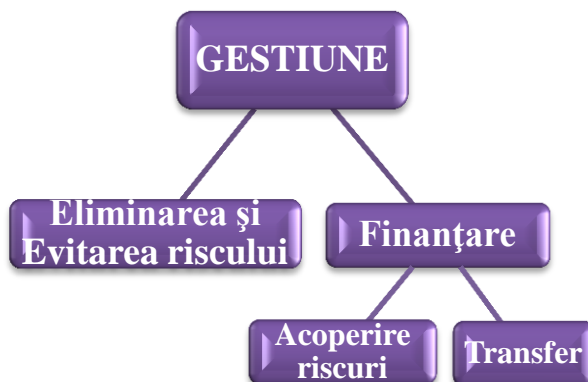 GESTIUNE
Eliminarea şi
Evitarea riscului
Finanţare
Acoperire
riscuri
Transfer